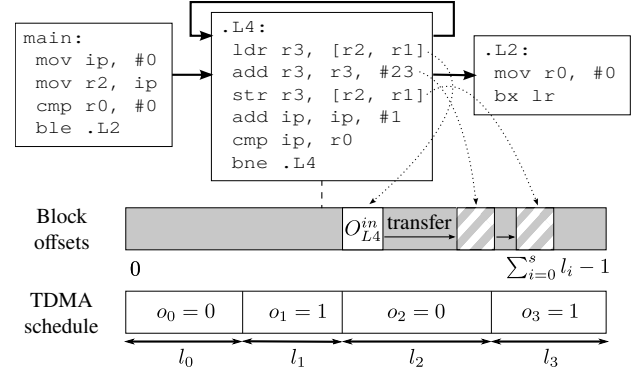 main:
mov ip, #0
mov r2, ip
cmp r0, #0
ble .L2
.L4:
ldr r3, [r2, r1]
add r3, r3, #23
str r3, [r2, r1]
add ip, ip, #1
cmp ip, r0
bne .L4
.L2:
mov r0, #0
bx lr
Block
offsets
O_{L4}^{in} transfer
0
∑_{i=0}^{s} l_i − 1
TDMA
schedule
o_0 = 0
o_1 = 1
o_2 = 0
o_3 = 1
l_0
l_1
l_2
l_3